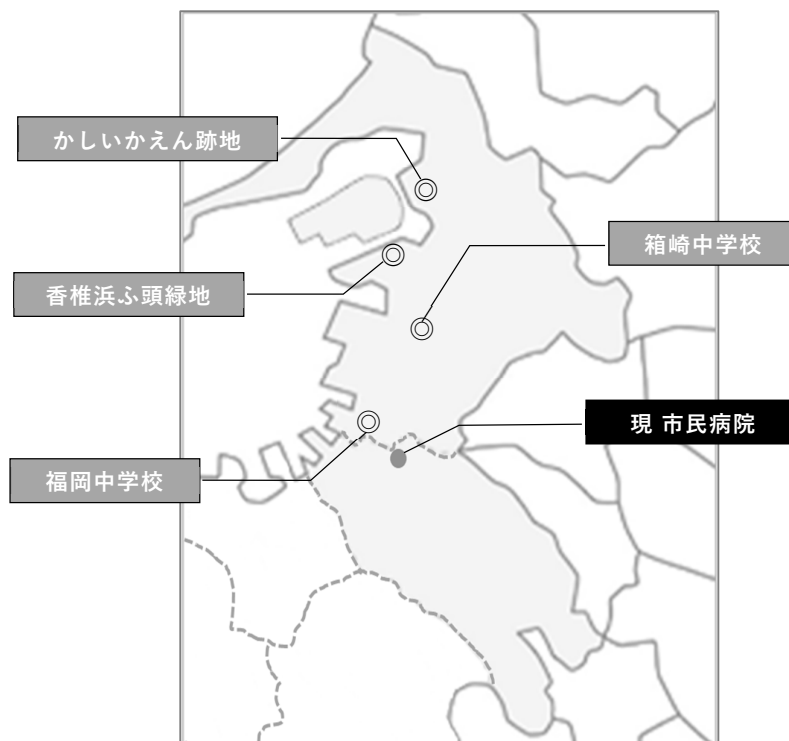 かしいかえん跡地
箱崎中学校
香椎浜ふ頭緑地
現 市民病院
福岡中学校